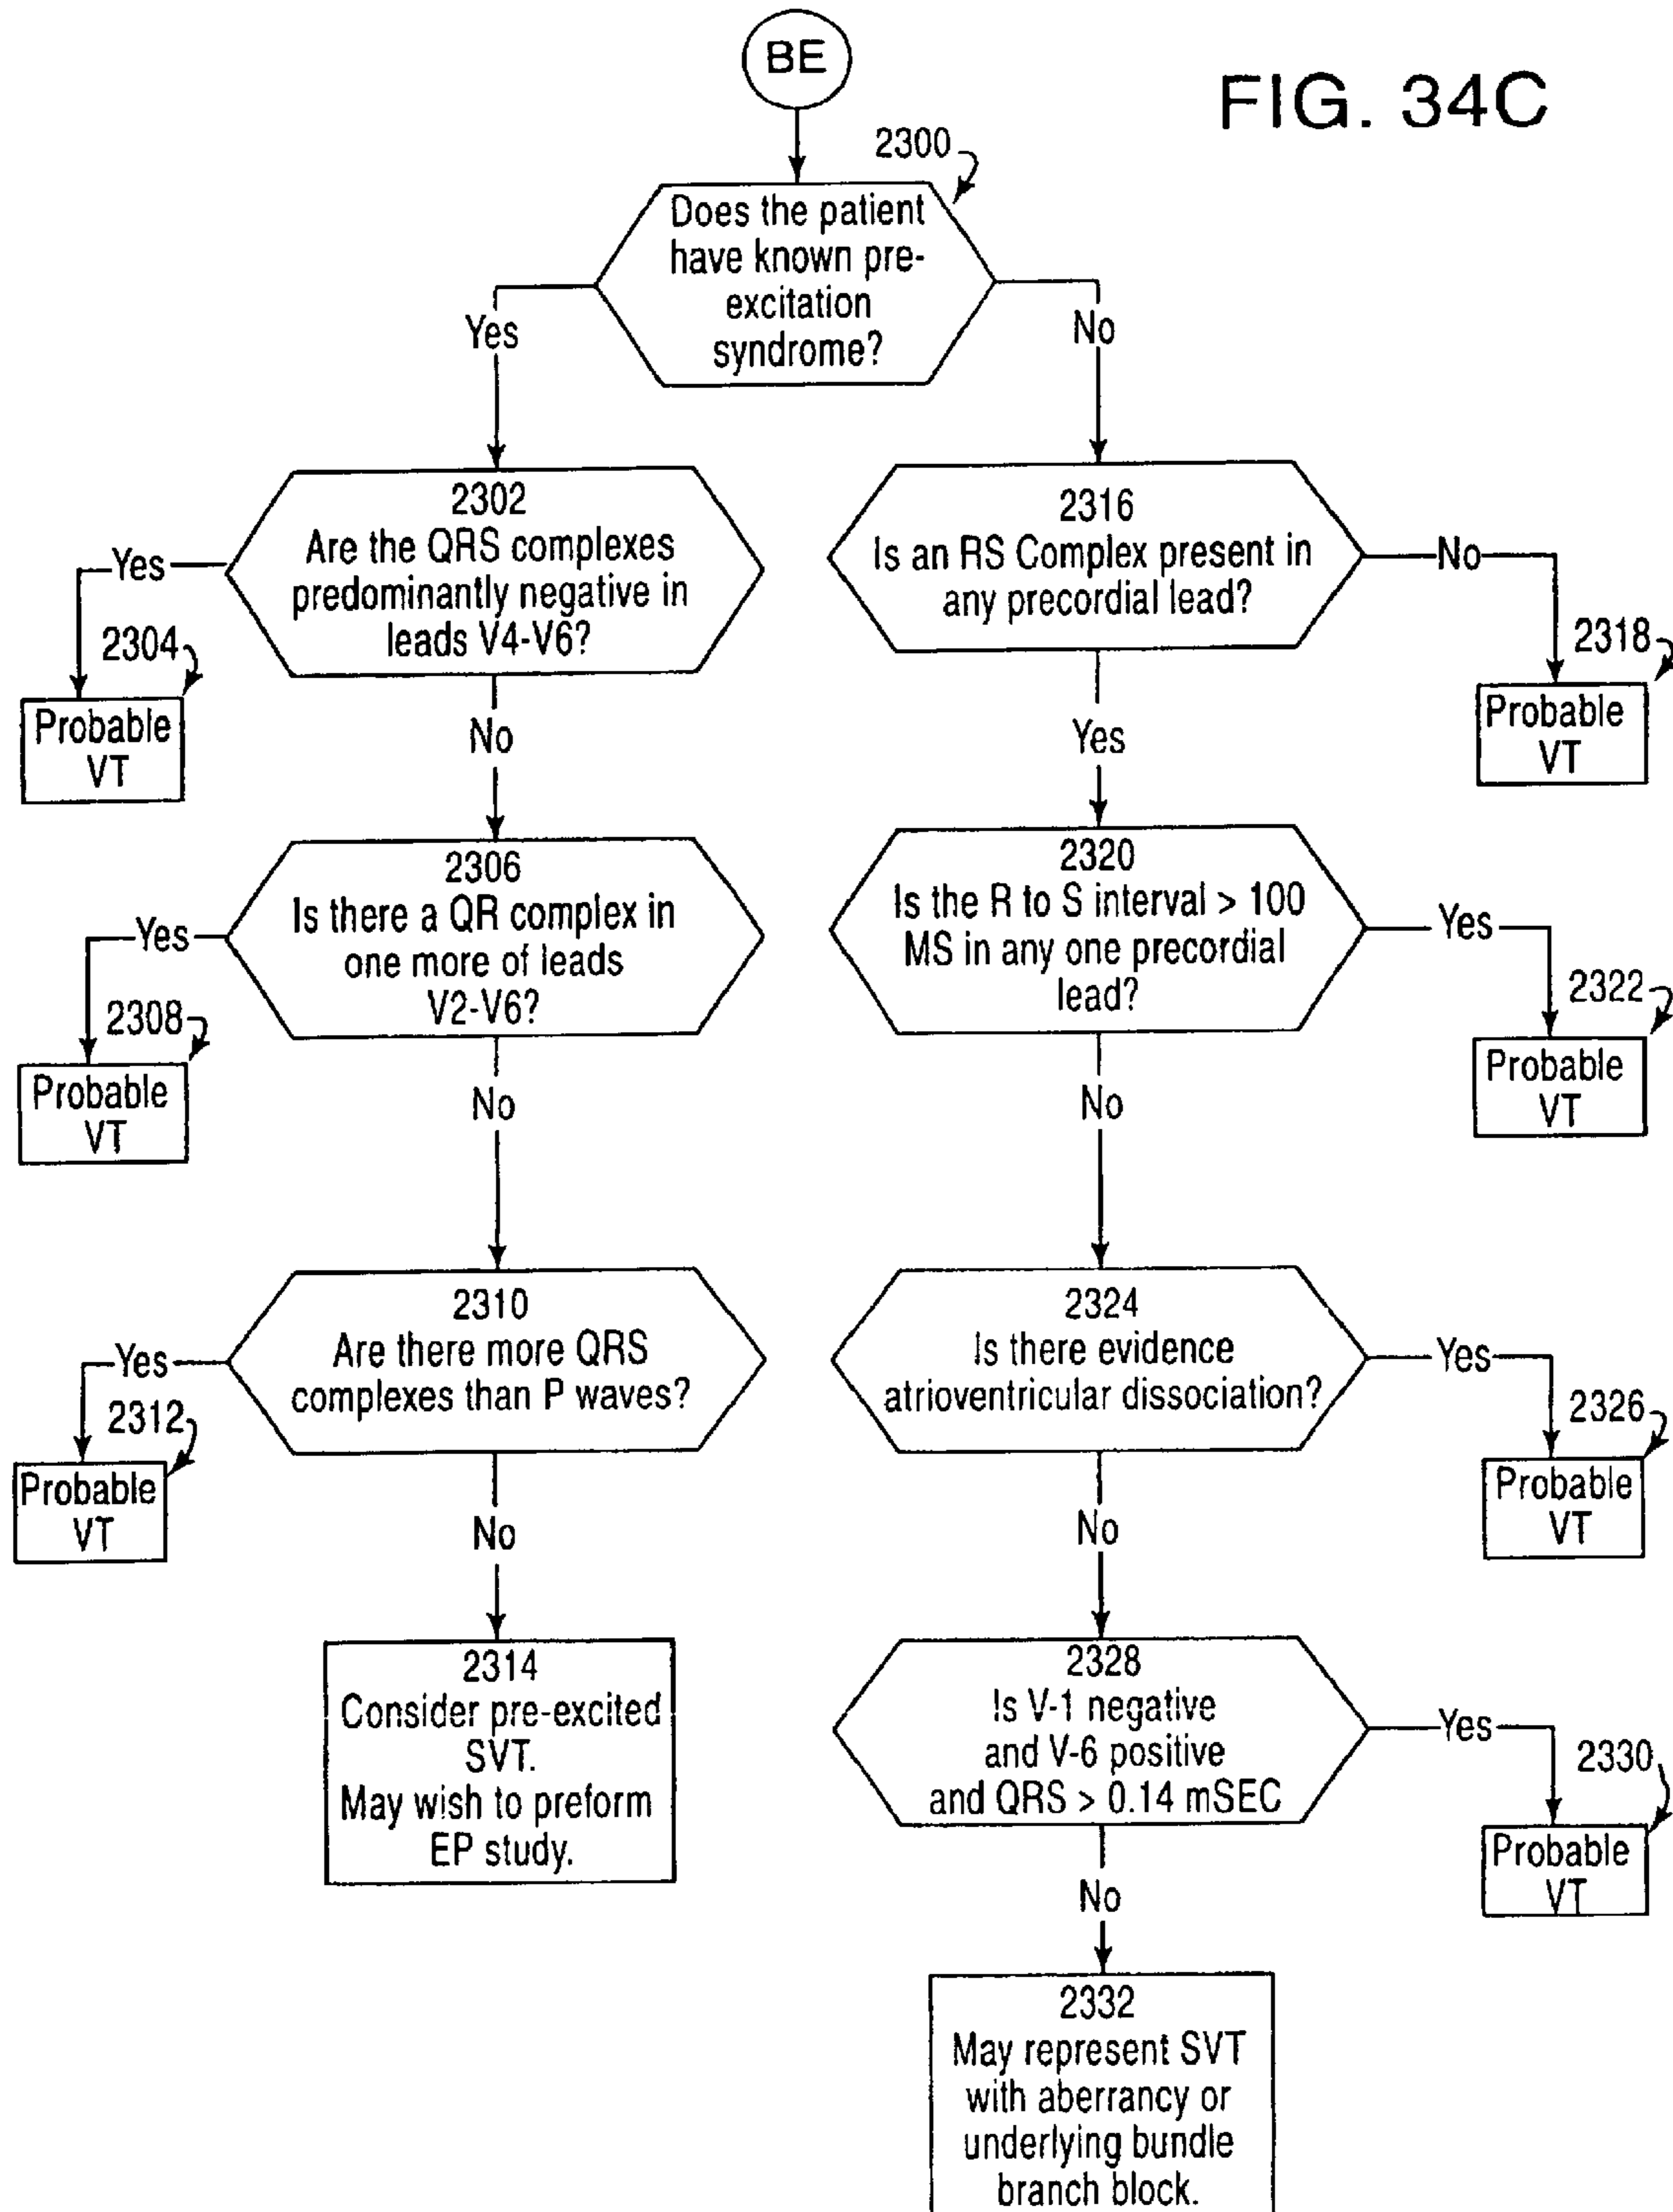 BE
FIG. 34C
2300
Does the patient
have known pre-
excitation
syndrome?
Yes
No
2302
Are the QRS complexes
predominantly negative in
leads V4-V6?
Yes
2304
Probable
VT
No
2316
Is an RS Complex present in
any precordial lead?
No
2318
Probable
VT
Yes
2306
Is there a QR complex in
one more of leads
V2-V6?
Yes
2308
Probable
VT
No
2320
Is the R to S interval > 100
MS in any one precordial
lead?
Yes
2322
Probable
VT
No
2310
Are there more QRS
complexes than P waves?
Yes
2312
Probable
VT
No
2324
Is there evidence
atrioventricular dissociation?
Yes
2326
Probable
VT
No
2314
Consider pre-excited
SVT.
May wish to preform
EP study.
2328
Is V-1 negative
and V-6 positive
and QRS > 0.14 mSEC
Yes
2330
Probable
VT
No
2332
May represent SVT
with aberrancy or
underlying bundle
branch block.